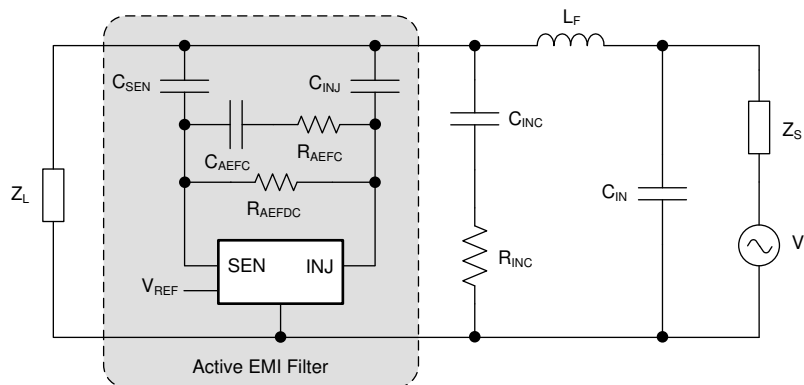 L_F
C_SEN
C_INJ
C_INC
Z_S
C_AEFC
R_AEFC
Z_L
C_IN
R_AEFDC
V
SEN
INJ
R_INC
V_REF
Active EMI Filter